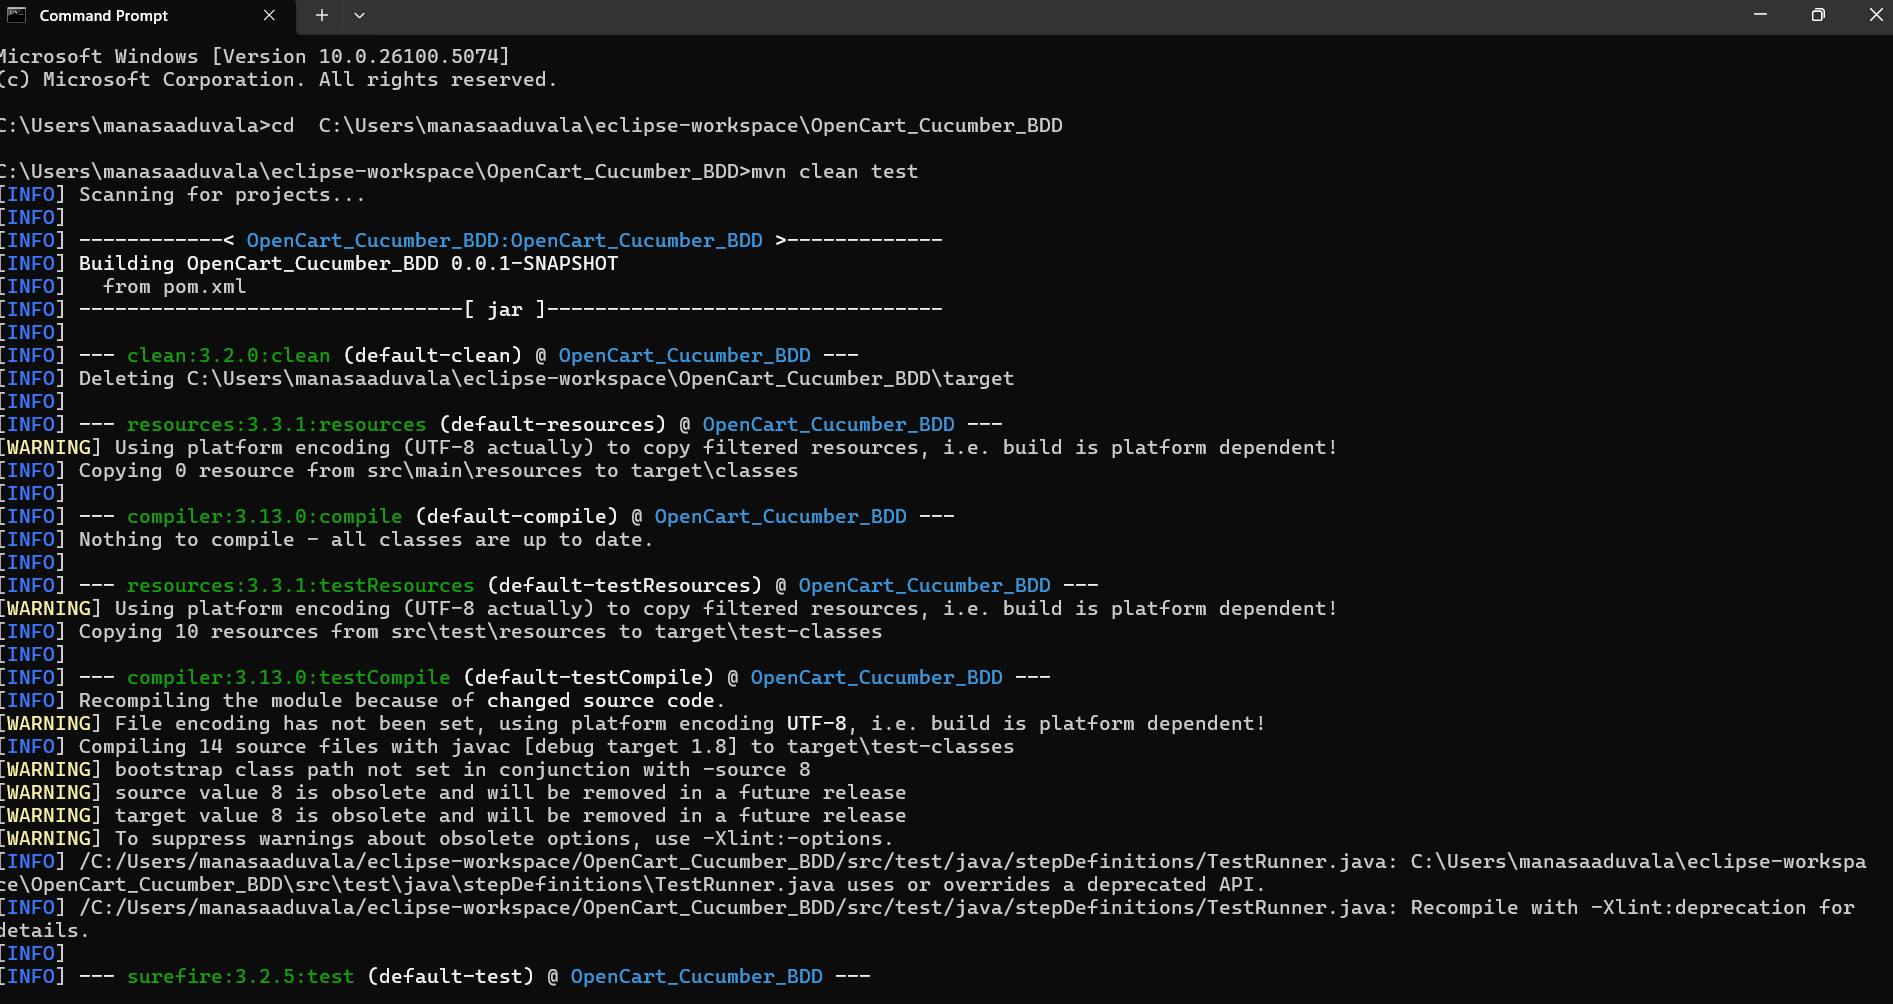 Command Prompt
Microsoft Windows [Version 10.0.26100.5074]
(c) Microsoft Corporation. All rights reserved.
C:\Users\manasaaduvala>cd  C:\Users\manasaaduvala\eclipse-workspace\OpenCart_Cucumber_BDD
C:\Users\manasaaduvala\eclipse-workspace\OpenCart_Cucumber_BDD>mvn clean test
[INFO] Scanning for projects...
[INFO]
[INFO] ------------< OpenCart_Cucumber_BDD:OpenCart_Cucumber_BDD >-------------
[INFO] Building OpenCart_Cucumber_BDD 0.0.1-SNAPSHOT
[INFO]   from pom.xml
[INFO] --------------------------------[ jar ]---------------------------------
[INFO]
[INFO] --- clean:3.2.0:clean (default-clean) @ OpenCart_Cucumber_BDD ---
[INFO] Deleting C:\Users\manasaaduvala\eclipse-workspace\OpenCart_Cucumber_BDD\target
[INFO]
[INFO] --- resources:3.3.1:resources (default-resources) @ OpenCart_Cucumber_BDD ---
[WARNING] Using platform encoding (UTF-8 actually) to copy filtered resources, i.e. build is platform dependent!
[INFO] Copying 0 resource from src\main\resources to target\classes
[INFO]
[INFO] --- compiler:3.13.0:compile (default-compile) @ OpenCart_Cucumber_BDD ---
[INFO] Nothing to compile - all classes are up to date.
[INFO]
[INFO] --- resources:3.3.1:testResources (default-testResources) @ OpenCart_Cucumber_BDD ---
[WARNING] Using platform encoding (UTF-8 actually) to copy filtered resources, i.e. build is platform dependent!
[INFO] Copying 10 resources from src\test\resources to target\test-classes
[INFO]
[INFO] --- compiler:3.13.0:testCompile (default-testCompile) @ OpenCart_Cucumber_BDD ---
[INFO] Recompiling the module because of changed source code.
[WARNING] File encoding has not been set, using platform encoding UTF-8, i.e. build is platform dependent!
[INFO] Compiling 14 source files with javac [debug target 1.8] to target\test-classes
[WARNING] bootstrap class path not set in conjunction with -source 8
[WARNING] source value 8 is obsolete and will be removed in a future release
[WARNING] target value 8 is obsolete and will be removed in a future release
[WARNING] To suppress warnings about obsolete options, use -Xlint:-options.
[INFO] /C:/Users/manasaaduvala/eclipse-workspace/OpenCart_Cucumber_BDD/src/test/java/stepDefinitions/TestRunner.java: C:\Users\manasaaduvala\eclipse-workspa
ce\OpenCart_Cucumber_BDD\src\test\java\stepDefinitions\TestRunner.java uses or overrides a deprecated API.
[INFO] /C:/Users/manasaaduvala/eclipse-workspace/OpenCart_Cucumber_BDD/src/test/java/stepDefinitions/TestRunner.java: Recompile with -Xlint:deprecation for
details.
[INFO]
[INFO] --- surefire:3.2.5:test (default-test) @ OpenCart_Cucumber_BDD ---